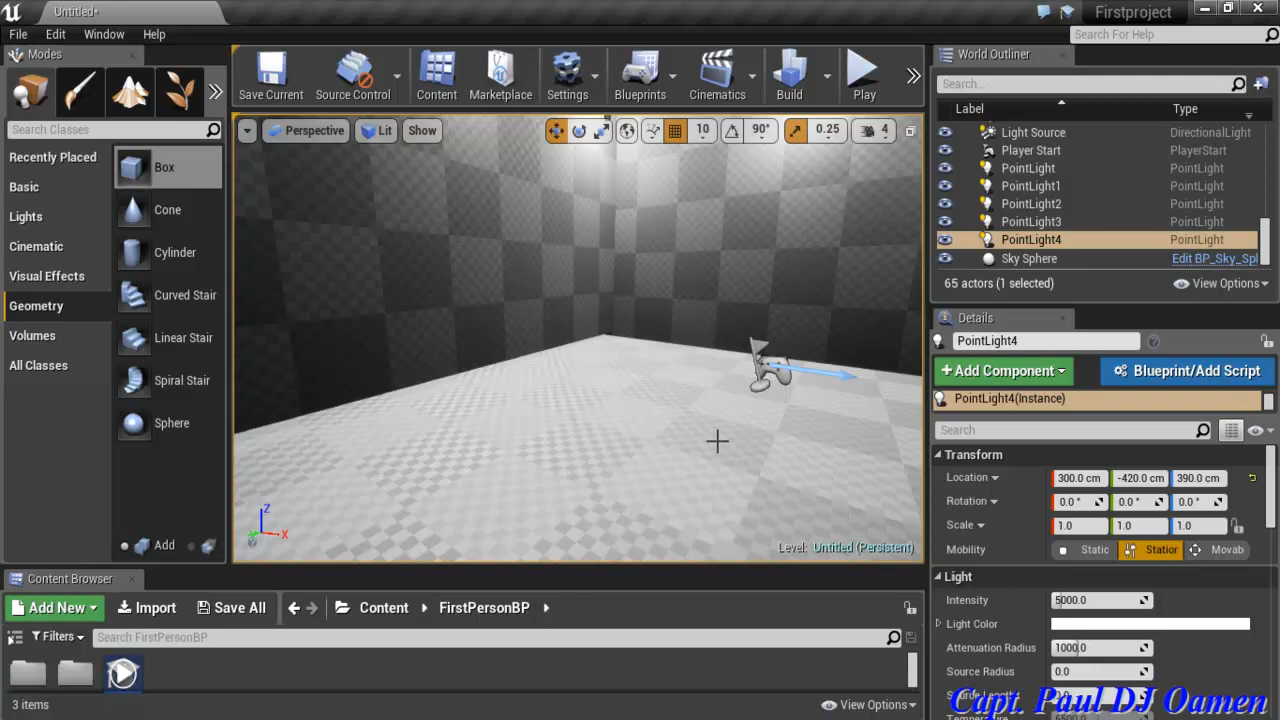 Untitled*
Firstproject
File Edit Window Help
Search For Help
Modes
Search Classes
Recently Placed
Basic
Lights
Cinematic
Visual Effects
Geometry
Volumes
All Classes
Box
Cone
Cylinder
Curved Stair
Linear Stair
Spiral Stair
Sphere
Add
Save Current
Source Control
Content
Marketplace
Settings
Blueprints
Cinematics
Build
Play
Perspective
Lit
Show
10
90°
0.25
4
Z
X
Level: Untitled (Persistent)
World Outliner
Search...
Label Type
Light Source DirectionalLight
Player Start PlayerStart
PointLight PointLight
PointLight1 PointLight
PointLight2 PointLight
PointLight3 PointLight
PointLight4 PointLight
Sky Sphere Edit BP_Sky_Spl
65 actors (1 selected)
View Options
Details
PointLight4
+Add Component
Blueprint/Add Script
PointLight4(Instance)
Search
Transform
Location 300.0 cm -420.0 cm 390.0 cm
Rotation 0.0 ° 0.0 ° 0.0 °
Scale 1.0 1.0 1.0
Mobility Static Station Movab
Light
Intensity 5000.0
Light Color
Attenuation Radius 1000.0
Source Radius 0.0
Content Browser
Add New
Import
Save All
Content
FirstPersonBP
Filters
Search FirstPersonBP
3 items
View Options
Capt. Paul DJ Oamen